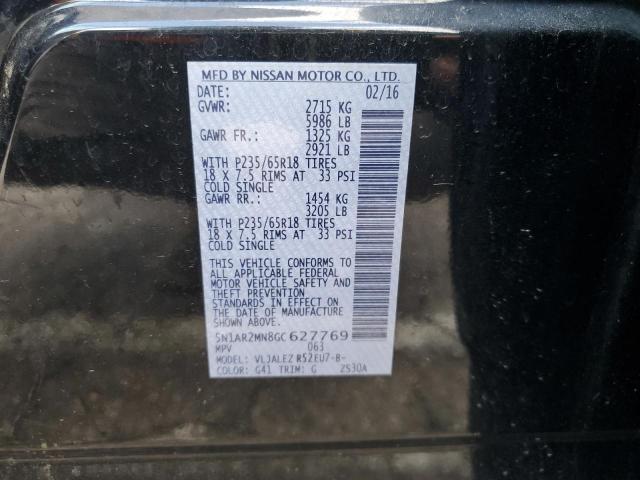 MFD BY NISSAN MOTOR CO., LTD.
DATE: 02/16
GVWR: 2715 KG
5986 LB
GAWR FR.: 1325 KG
2921 LB
WITH P235/65R18 TIRES
18 X 7.5 RIMS AT 33 PSI
COLD SINGLE
GAWR RR.: 1454 KG
3205 LB
WITH P235/65R18 TIRES
18 X 7.5 RIMS AT 33 PSI
COLD SINGLE
THIS VEHICLE CONFORMS TO
ALL APPLICABLE FEDERAL
MOTOR VEHICLE SAFETY AND
THEFT PREVENTION
STANDARDS IN EFFECT ON
THE DATE OF MANUFACTURE
SHOWN ABOVE.
5N1AR2MN8GC627769
MPV 063
MODEL: VLJALEZ R52EU7-B-
COLOR: G41 TRIM: G 2S30A